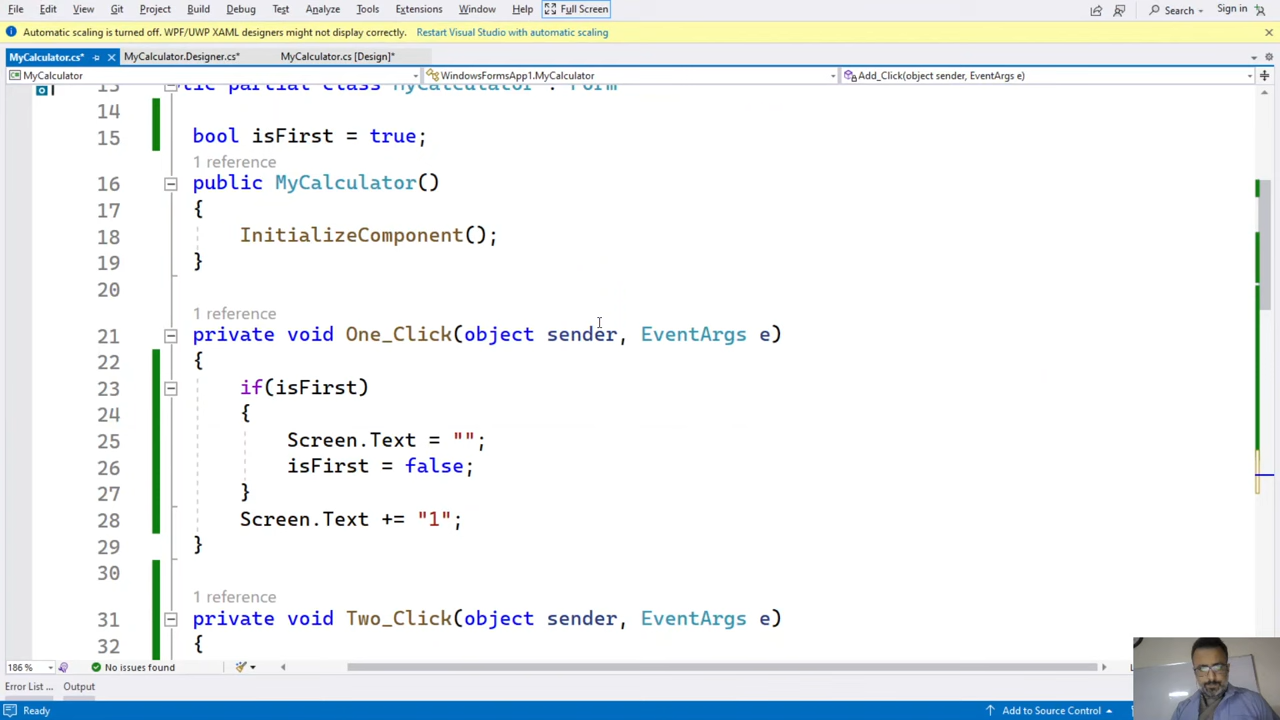 File Edit View Git Project Build Debug Test Analyze Tools Extensions Window Help Full Screen Search Sign in
Automatic scaling is turned off. WPF/UWP XAML designers might not display correctly. Restart Visual Studio with automatic scaling
MyCalculator.cs* MyCalculator.Designer.cs* MyCalculator.cs [Design]*
MyCalculator WindowsFormsApp1.MyCalculator Add_Click(object sender, EventArgs e)
13 lic partial class MyCalculator : Form
14
15 bool isFirst = true;
1 reference
16 public MyCalculator()
17 {
18 InitializeComponent();
19 }
20
1 reference
21 private void One_Click(object sender, EventArgs e)
22 {
23 if(isFirst)
24 {
25 Screen.Text = "";
26 isFirst = false;
27 }
28 Screen.Text += "1";
29 }
30
1 reference
31 private void Two_Click(object sender, EventArgs e)
32 {
186 % No issues found
Error List ... Output
Ready Add to Source Control